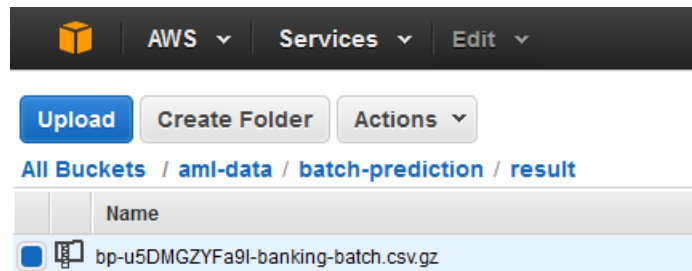 AWS Services Edit
Upload Create Folder Actions
All Buckets / aml-data / batch-prediction / result
Name
bp-u5DMGZYFa9I-banking-batch.csv.gz